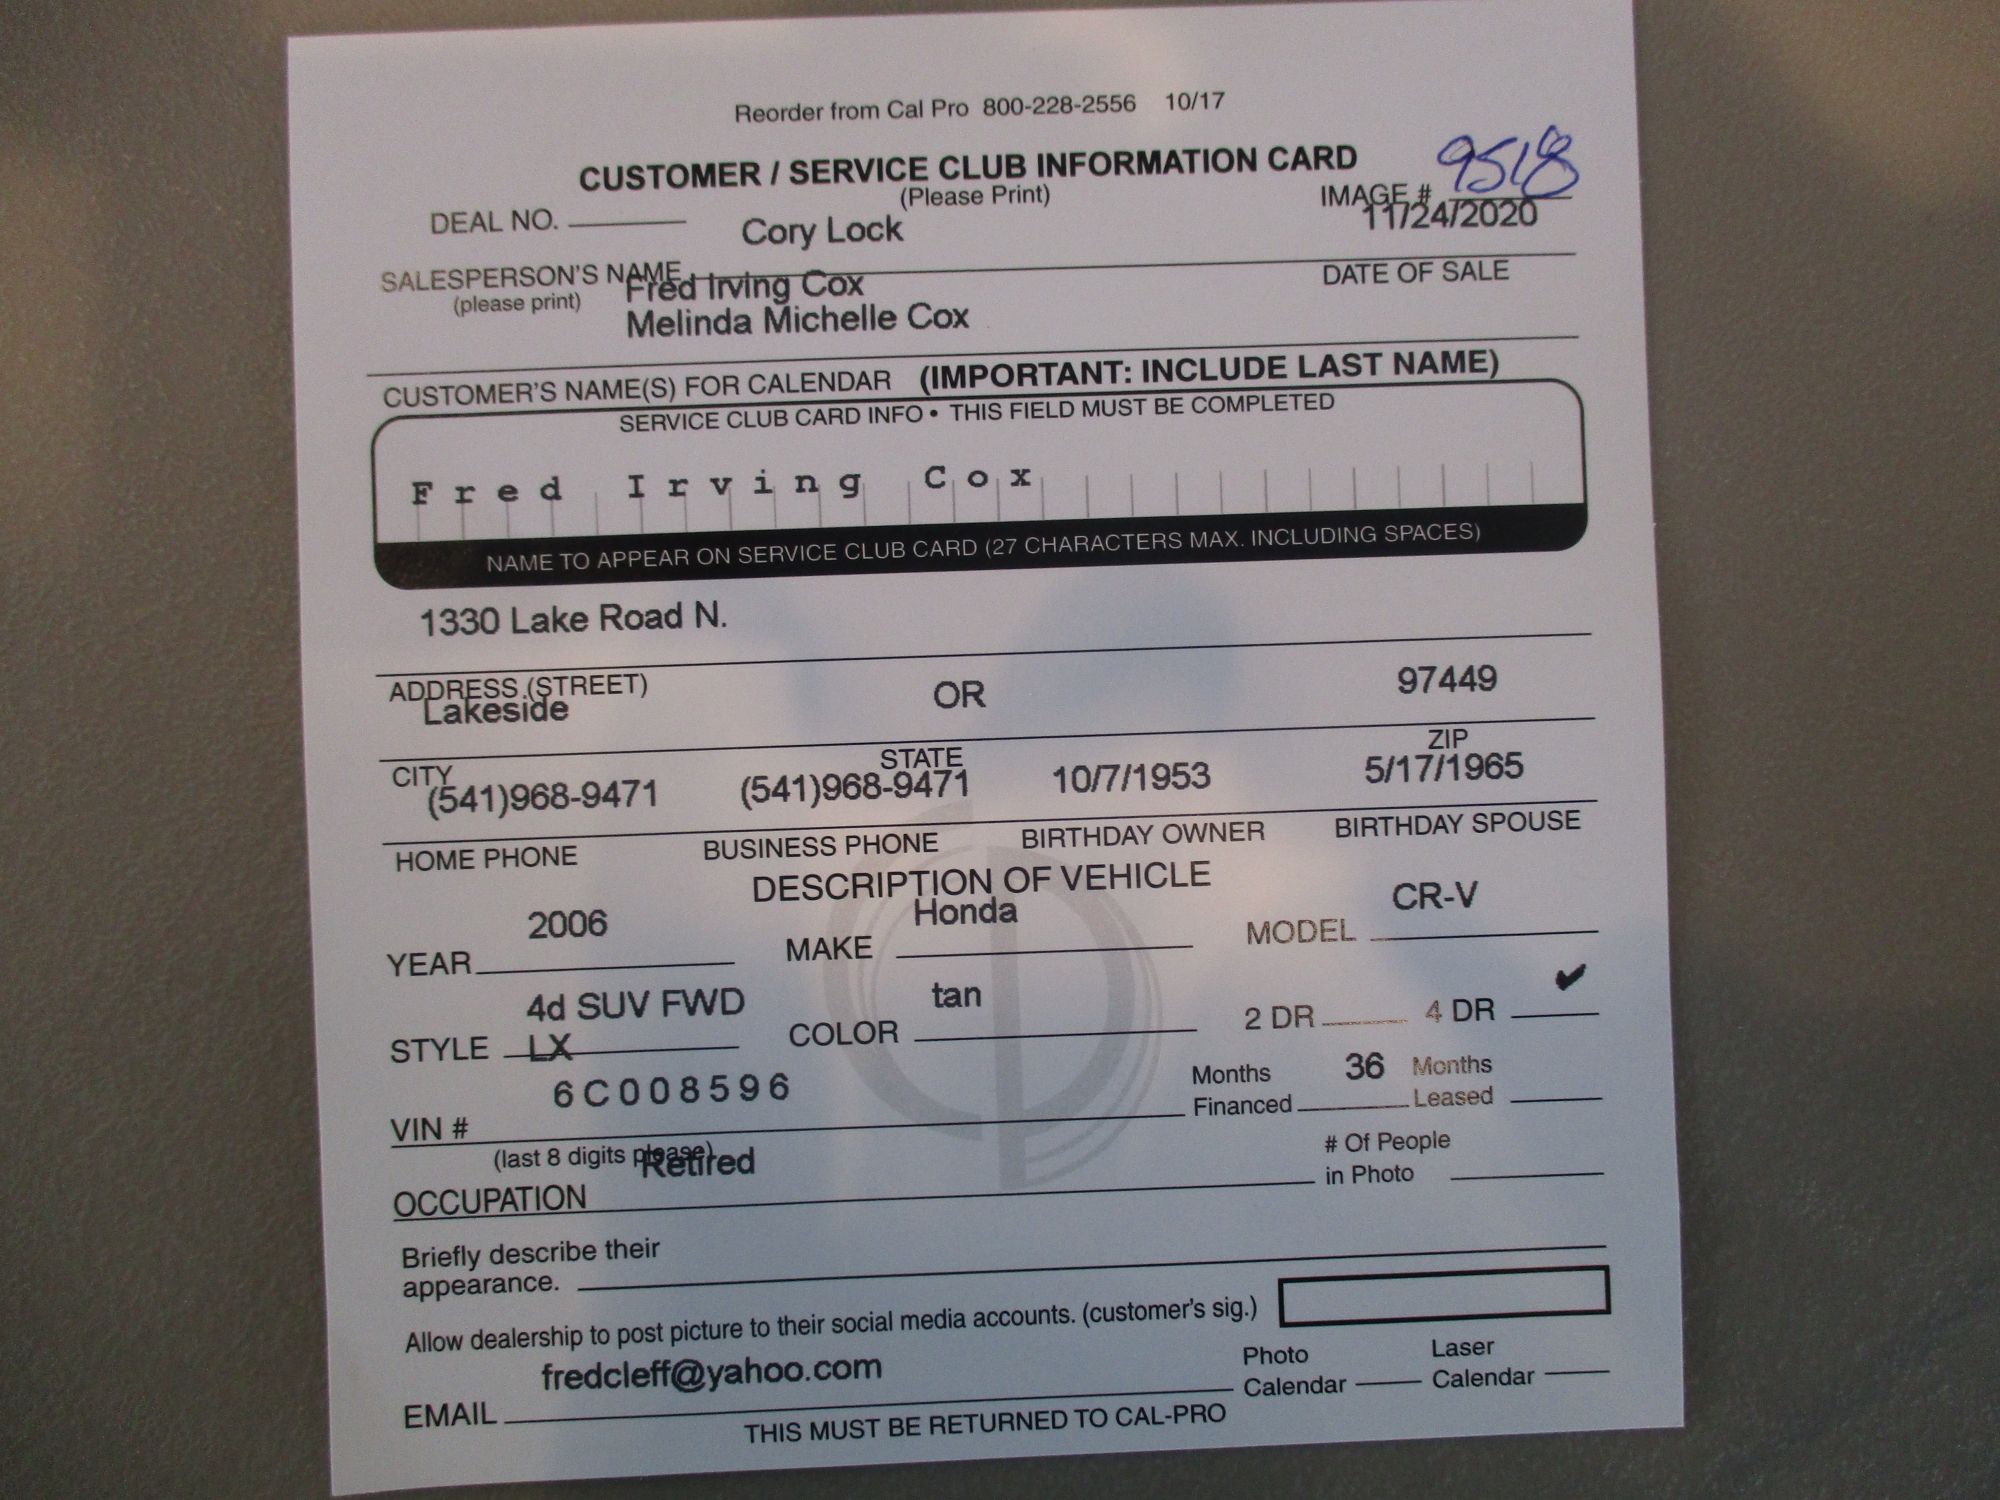 Reorder from Cal Pro 800-228-2556 10/17
CUSTOMER / SERVICE CLUB INFORMATION CARD
(Please Print)
IMAGE # 9518
DEAL NO.
Cory Lock
11/24/2020
SALESPERSON'S NAME
(please print)
DATE OF SALE
Fred Irving Cox
Melinda Michelle Cox
CUSTOMER'S NAME(S) FOR CALENDAR (IMPORTANT: INCLUDE LAST NAME)
SERVICE CLUB CARD INFO • THIS FIELD MUST BE COMPLETED
Fred Irving Cox
NAME TO APPEAR ON SERVICE CLUB CARD (27 CHARACTERS MAX. INCLUDING SPACES)
1330 Lake Road N.
ADDRESS (STREET)
Lakeside OR 97449
CITY STATE ZIP
(541)968-9471 (541)968-9471 10/7/1953 5/17/1965
HOME PHONE BUSINESS PHONE BIRTHDAY OWNER BIRTHDAY SPOUSE
DESCRIPTION OF VEHICLE
YEAR 2006 MAKE Honda MODEL CR-V
4d SUV FWD
STYLE LX COLOR tan 2 DR 4 DR ✔
VIN # 6C008596
(last 8 digits please)
Months Financed 36 Months Leased
OCCUPATION Retired
# Of People
in Photo
Briefly describe their
appearance.
Allow dealership to post picture to their social media accounts. (customer's sig.)
EMAIL fredcleff@yahoo.com
Photo Calendar Laser Calendar
THIS MUST BE RETURNED TO CAL-PRO